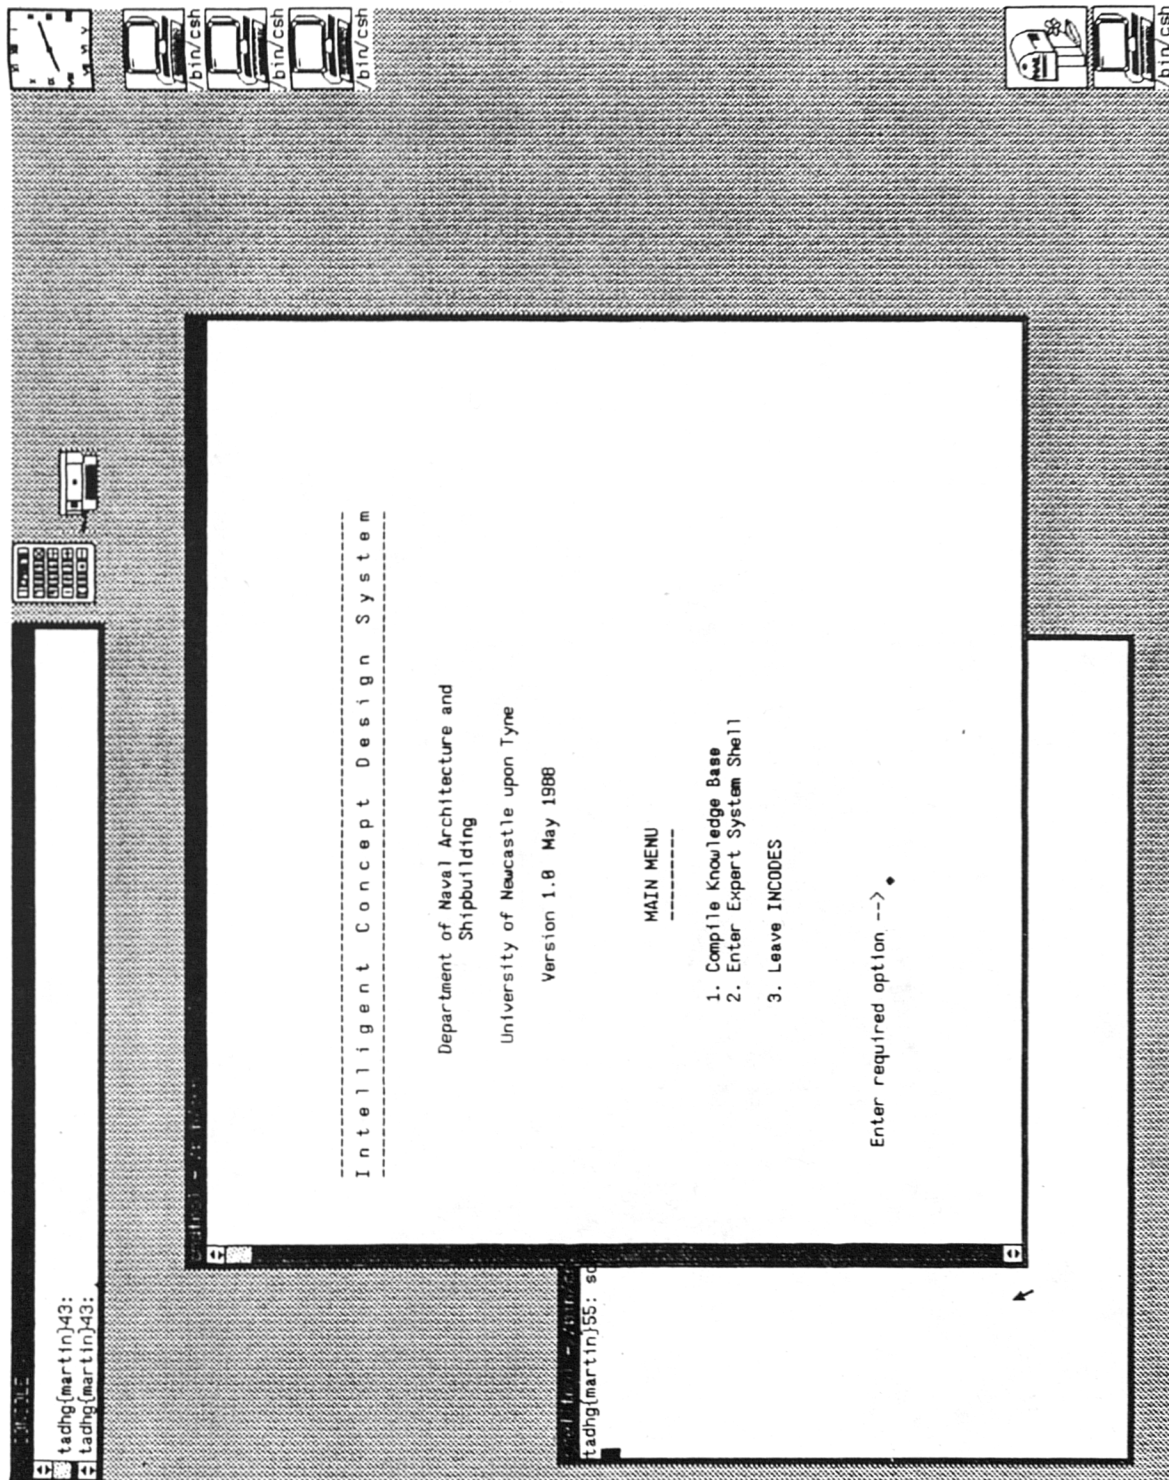 CONSOLE
tadhg{martin}43:
tadhg{martin}43:
/bin/csh
/bin/csh
/bin/csh
/bin/csh
Intelligent Concept Design System
Department of Naval Architecture and
Shipbuilding
University of Newcastle upon Tyne
Version 1.0 May 1988
MAIN MENU
1. Compile Knowledge Base
2. Enter Expert System Shell
3. Leave INCODES
Enter required option -->
tadhg{martin}55: sc